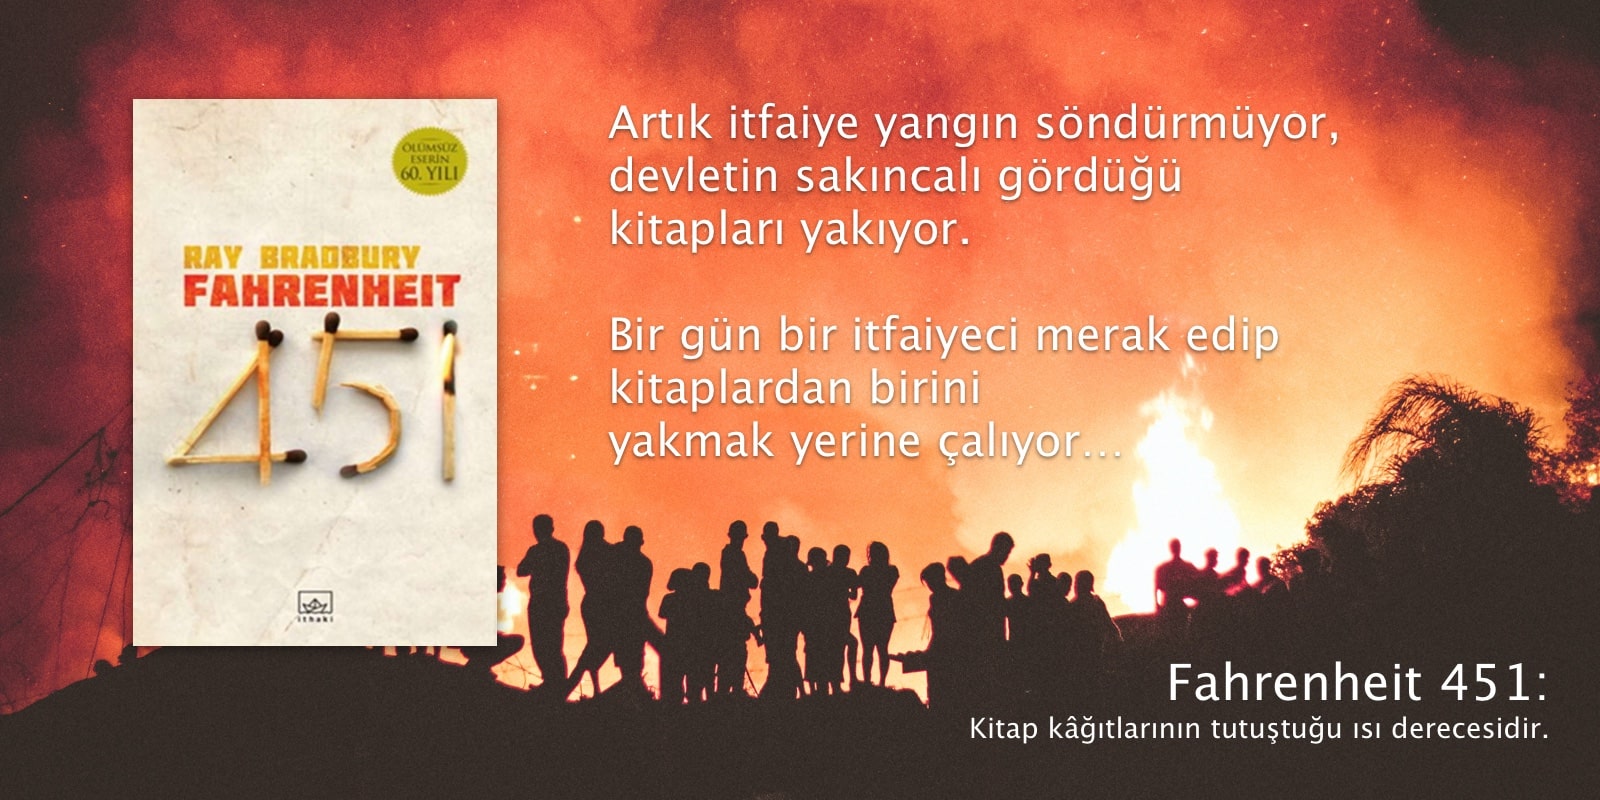 ÖLÜMSÜZ
ESERİN
60. YILI
RAY BRADBURY
FAHRENHEIT
451
ithaki
Artık itfaiye yangın söndürmüyor,
devletin sakıncalı gördüğü
kitapları yakıyor.
Bir gün bir itfaiyeci merak edip
kitaplardan birini
yakmak yerine çalıyor...
Fahrenheit 451:
Kitap kâğıtlarının tutuştuğu ısı derecesidir.